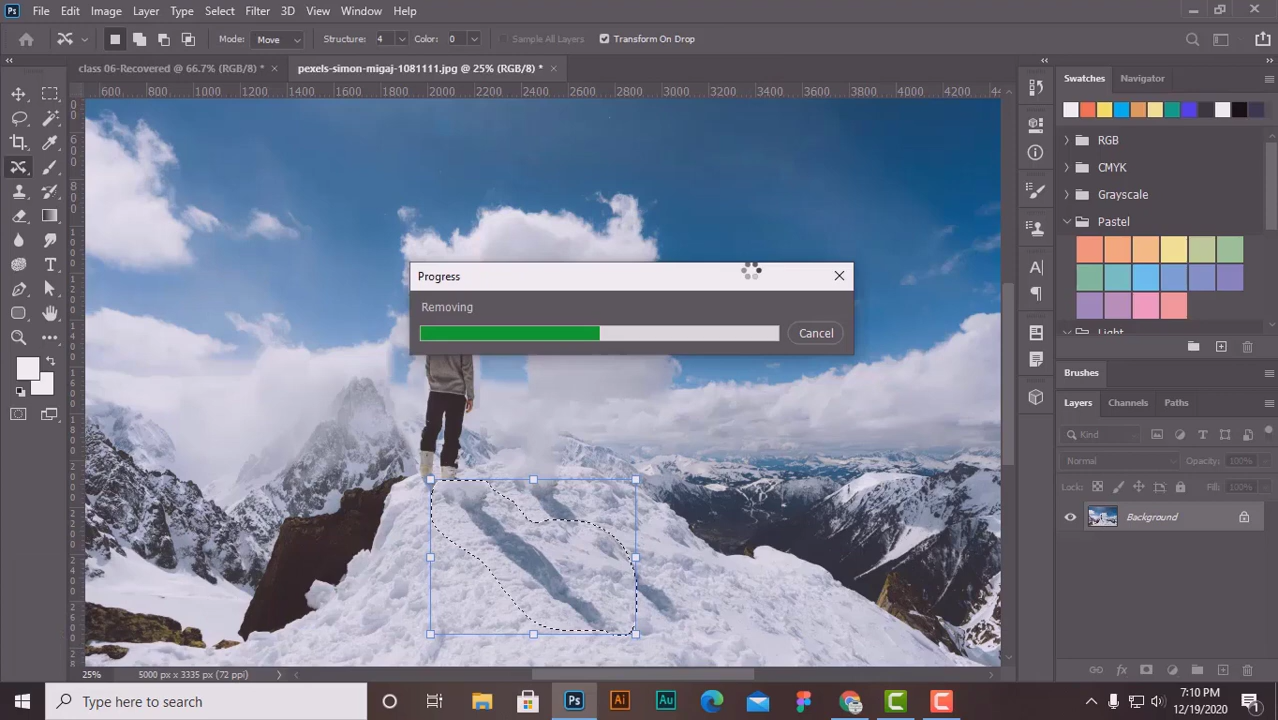 Ps File Edit Image Layer Type Select Filter 3D View Window Help
Mode: Move Structure: 4 Color: 0 Sample All Layers Transform On Drop
class 06-Recovered @ 66.7% (RGB/8) * × pexels-simon-migaj-1081111.jpg @ 25% (RGB/8) * ×
600 800 1000 1200 1400 1600 1800 2000 2200 2400 2600 2800 3000 3200 3400 3600 3800 4000 4200
Swatches Navigator
RGB
CMYK
Grayscale
Pastel
Light
Progress
Removing
Cancel
Brushes
Layers Channels Paths
Kind
Normal Opacity: 100%
Lock: Fill: 100%
Background
25% 5000 px x 3335 px (72 ppi)
Type here to search
Ps Ai Au
7:10 PM
12/19/2020